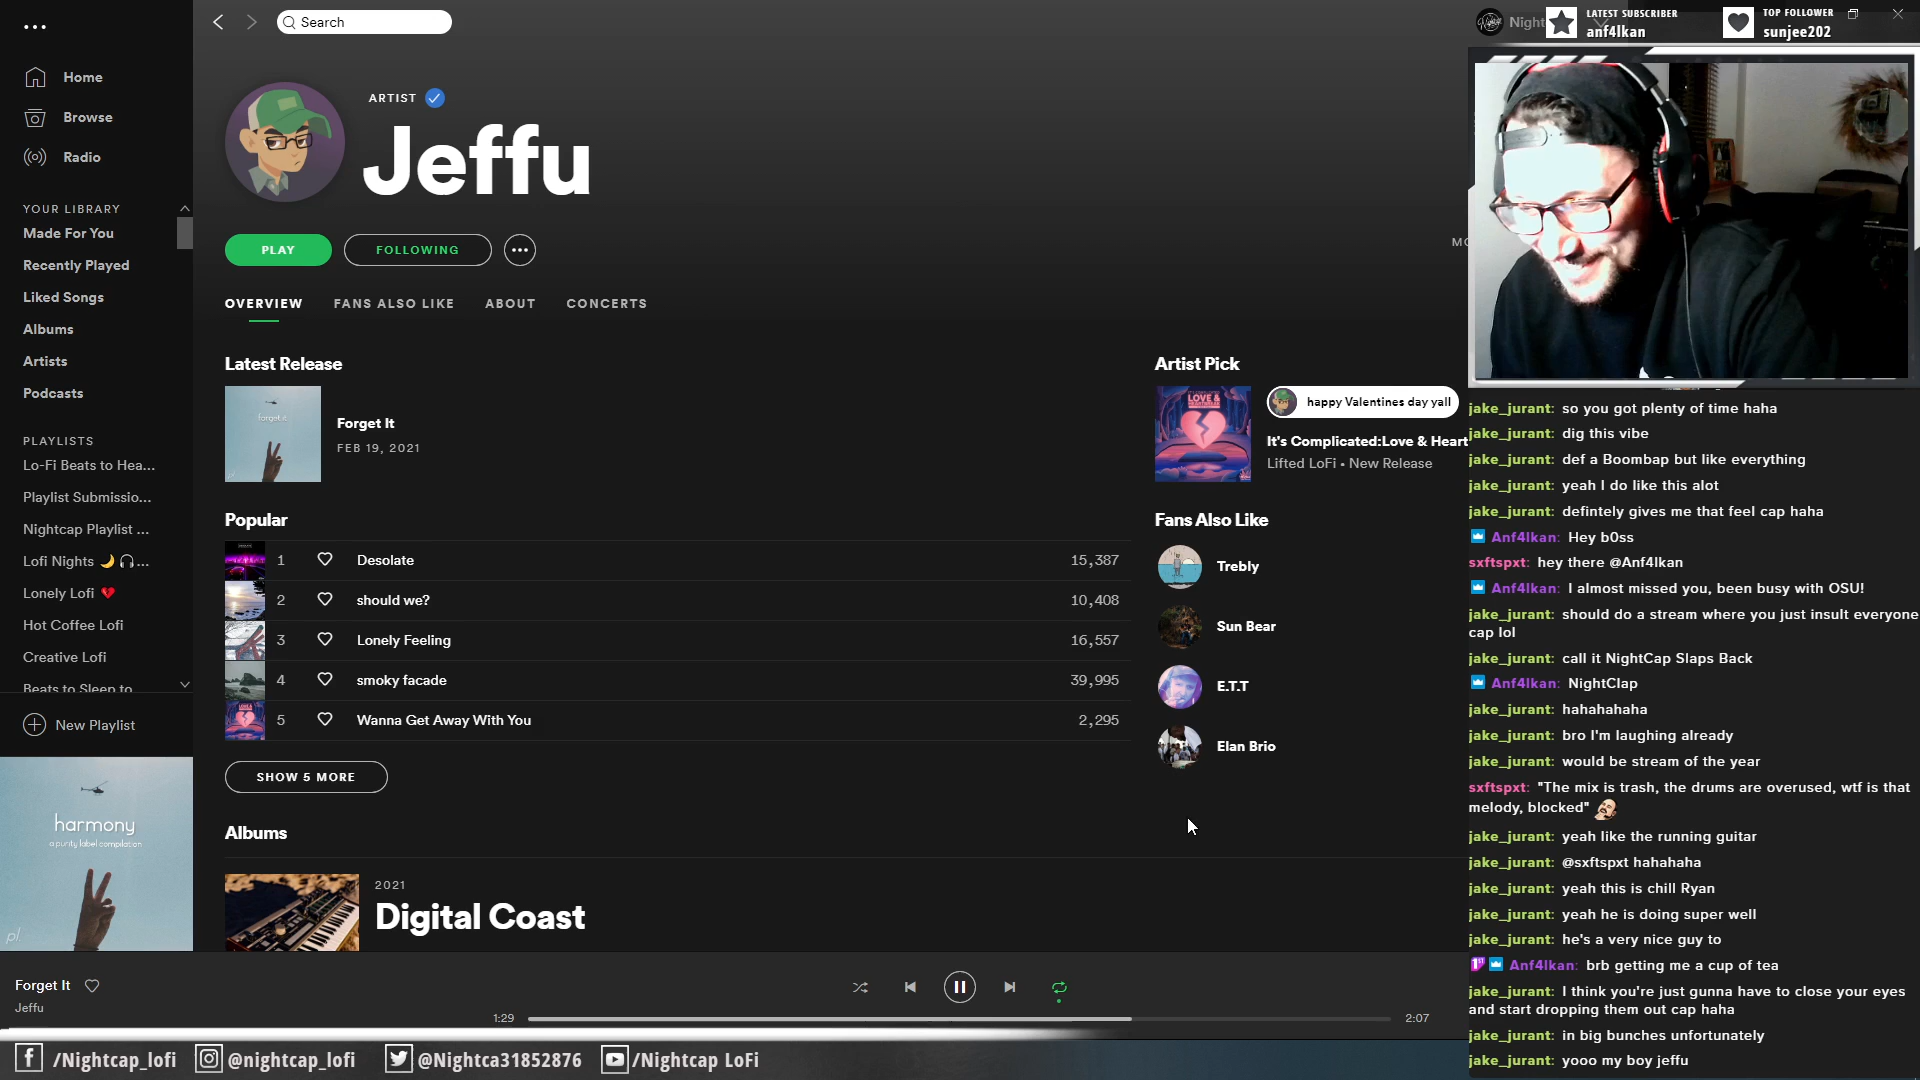 Search
Home
Browse
Radio
YOUR LIBRARY
Made For You
Recently Played
Liked Songs
Albums
Artists
Podcasts
PLAYLISTS
Lo-Fi Beats to Hea...
Playlist Submissio...
Nightcap Playlist ...
Lofi Nights 🌙🎧...
Lonely Lofi 💔
Hot Coffee Lofi
Creative Lofi
Beats to Sleep to
New Playlist
harmony
a purity label compilation
pl.
ARTIST
Jeffu
PLAY
FOLLOWING
OVERVIEW
FANS ALSO LIKE
ABOUT
CONCERTS
Latest Release
forget it
Forget It
FEB 19, 2021
Popular
1 Desolate 15,387
2 should we? 10,408
3 Lonely Feeling 16,557
4 smoky facade 39,995
5 Wanna Get Away With You 2,295
SHOW 5 MORE
Albums
2021
Digital Coast
Artist Pick
LOVE &
HEARTBREAK
happy Valentines day yall
It's Complicated:Love & Heart
Lifted LoFi • New Release
Fans Also Like
Trebly
Sun Bear
E.T.T
Elan Brio
Night
LATEST SUBSCRIBER
anf4lkan
TOP FOLLOWER
sunjee202
jake_jurant: so you got plenty of time haha
jake_jurant: dig this vibe
jake_jurant: def a Boombap but like everything
jake_jurant: yeah I do like this alot
jake_jurant: defintely gives me that feel cap haha
Anf4lkan: Hey b0ss
sxftspxt: hey there @Anf4lkan
Anf4lkan: I almost missed you, been busy with OSU!
jake_jurant: should do a stream where you just insult everyone
cap lol
jake_jurant: call it NightCap Slaps Back
Anf4lkan: NightClap
jake_jurant: hahahahaha
jake_jurant: bro I'm laughing already
jake_jurant: would be stream of the year
sxftspxt: "The mix is trash, the drums are overused, wtf is that
melody, blocked"
jake_jurant: yeah like the running guitar
jake_jurant: @sxftspxt hahahaha
jake_jurant: yeah this is chill Ryan
jake_jurant: yeah he is doing super well
jake_jurant: he's a very nice guy to
Anf4lkan: brb getting me a cup of tea
jake_jurant: I think you're just gunna have to close your eyes
and start dropping them out cap haha
jake_jurant: in big bunches unfortunately
jake_jurant: yooo my boy jeffu
Forget It
Jeffu
1:29
2:07
/Nightcap_lofi
@nightcap_lofi
@Nightca31852876
/Nightcap LoFi